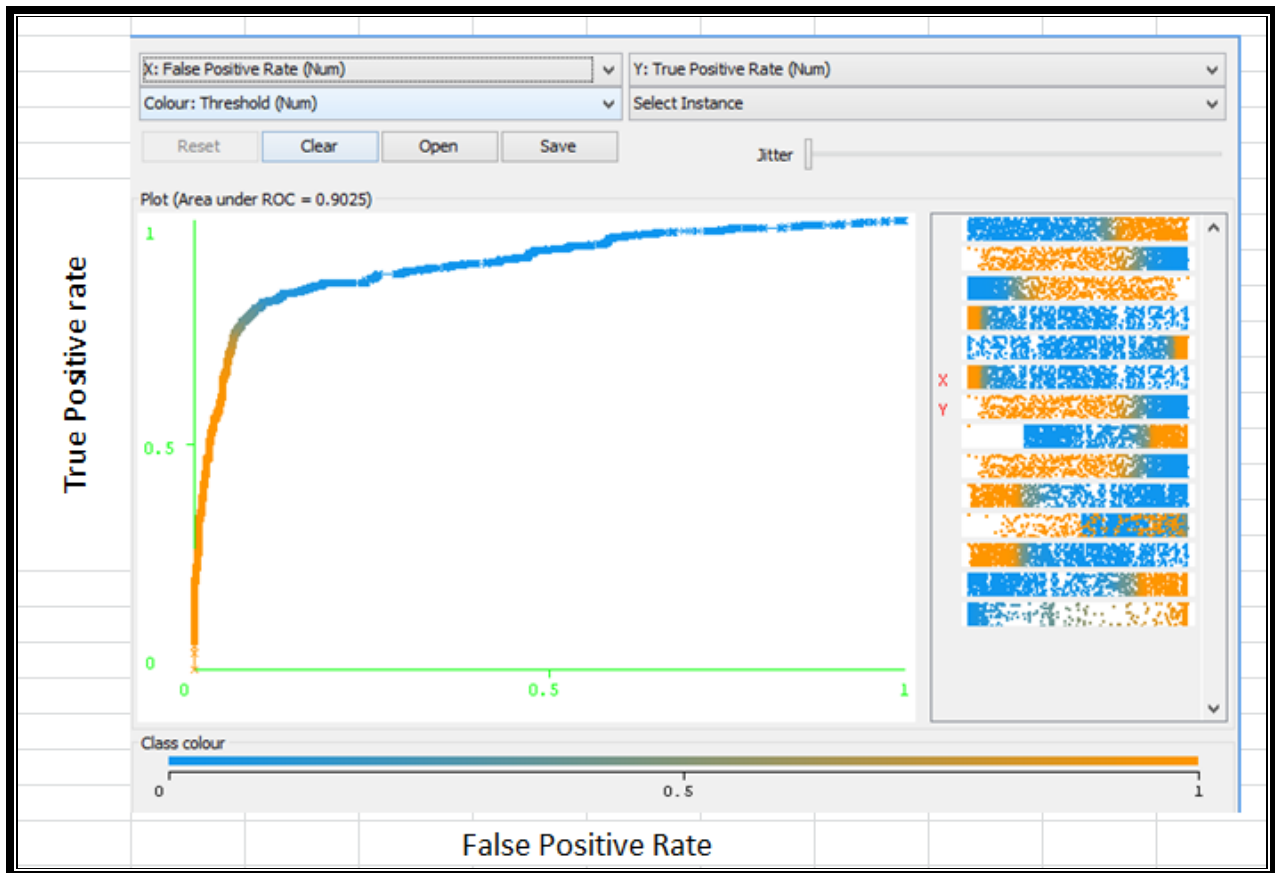 X: False Positive Rate (Num)
Y: True Positive Rate (Num)
Colour: Threshold (Num)
Select Instance
Reset
Clear
Open
Save
Jitter
Plot (Area under ROC = 0.9025)
True Positive rate
1
0.5
0
0
0.5
1
X
Y
Class colour
0
0.5
1
False Positive Rate